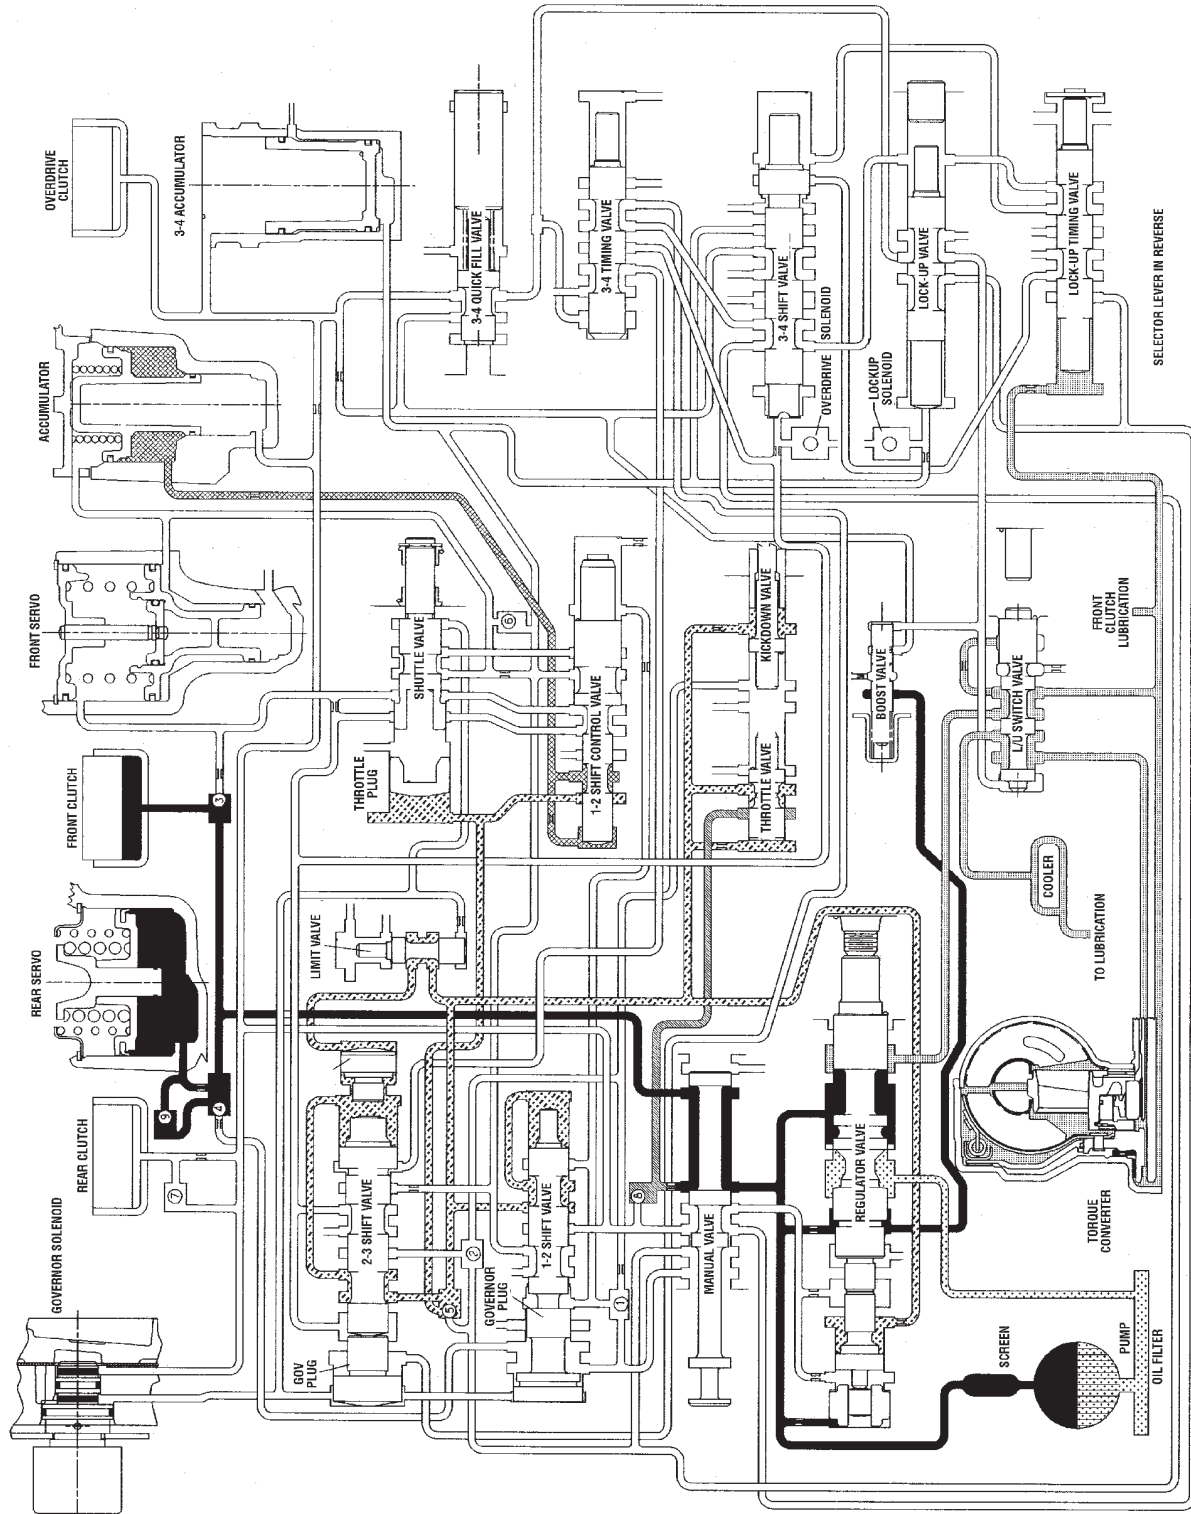 GOVERNOR SOLENOID
REAR CLUTCH
REAR SERVO
FRONT CLUTCH
FRONT SERVO
ACCUMULATOR
OVERDRIVE
CLUTCH
3-4 ACCUMULATOR
7
9
4
3
GOV
PLUG
2-3 SHIFT VALVE
LIMIT VALVE
THROTTLE
PLUG
SHUTTLE VALVE
6
3-4 QUICK FILL VALVE
5
2
GOVERNOR
PLUG
1-2 SHIFT VALVE
1-2 SHIFT CONTROL VALVE
3-4 TIMING VALVE
1
8
MANUAL VALVE
THROTTLE VALVE
KICKDOWN VALVE
3-4 SHIFT VALVE
OVERDRIVE
SOLENOID
REGULATOR VALVE
BOOST VALVE
LOCKUP
SOLENOID
LOCK-UP VALVE
SCREEN
COOLER
L/U SWITCH VALVE
LOCK-UP TIMING VALVE
PUMP
OIL FILTER
TORQUE
CONVERTER
TO LUBRICATION
FRONT
CLUTCH
LUBRICATION
SELECTOR LEVER IN REVERSE